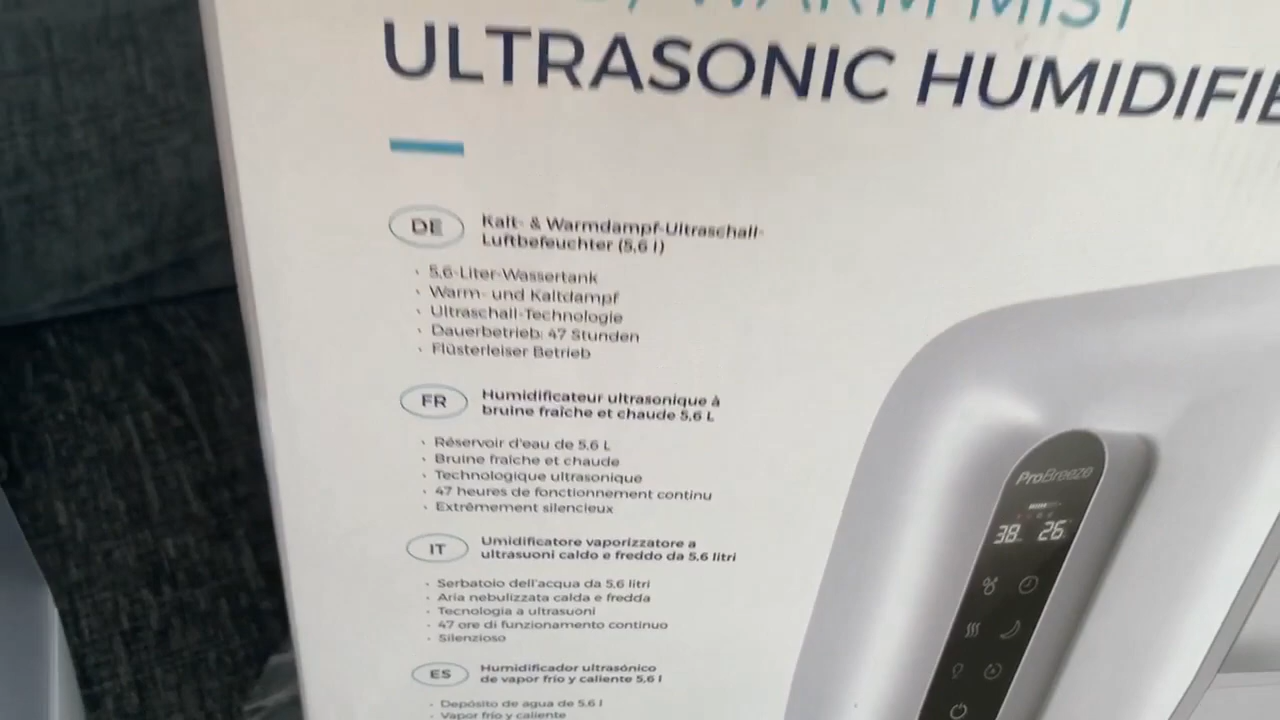 WARM MIST
ULTRASONIC HUMIDIFIE
DE
Kalt- & Warmdampf-Ultraschall-
Luftbefeuchter (5,6 l)
· 5,6-Liter-Wassertank
· Warm- und Kaltdampf
· Ultraschall-Technologie
· Dauerbetrieb: 47 Stunden
· Flüsterleiser Betrieb
FR
Humidificateur ultrasonique à
bruine fraîche et chaude 5,6 L
· Réservoir d'eau de 5,6 L
· Bruine fraîche et chaude
· Technologique ultrasonique
· 47 heures de fonctionnement continu
· Extrêmement silencieux
IT
Umidificatore vaporizzatore a
ultrasuoni caldo e freddo da 5,6 litri
· Serbatoio dell'acqua da 5,6 litri
· Aria nebulizzata calda e fredda
· Tecnologia a ultrasuoni
· 47 ore di funzionamento continuo
· Silenzioso
ES
Humidificador ultrasónico
de vapor frío y caliente 5,6 l
· Depósito de agua de 5,6 l
· Vapor frío y caliente
ProBreeze
38 26